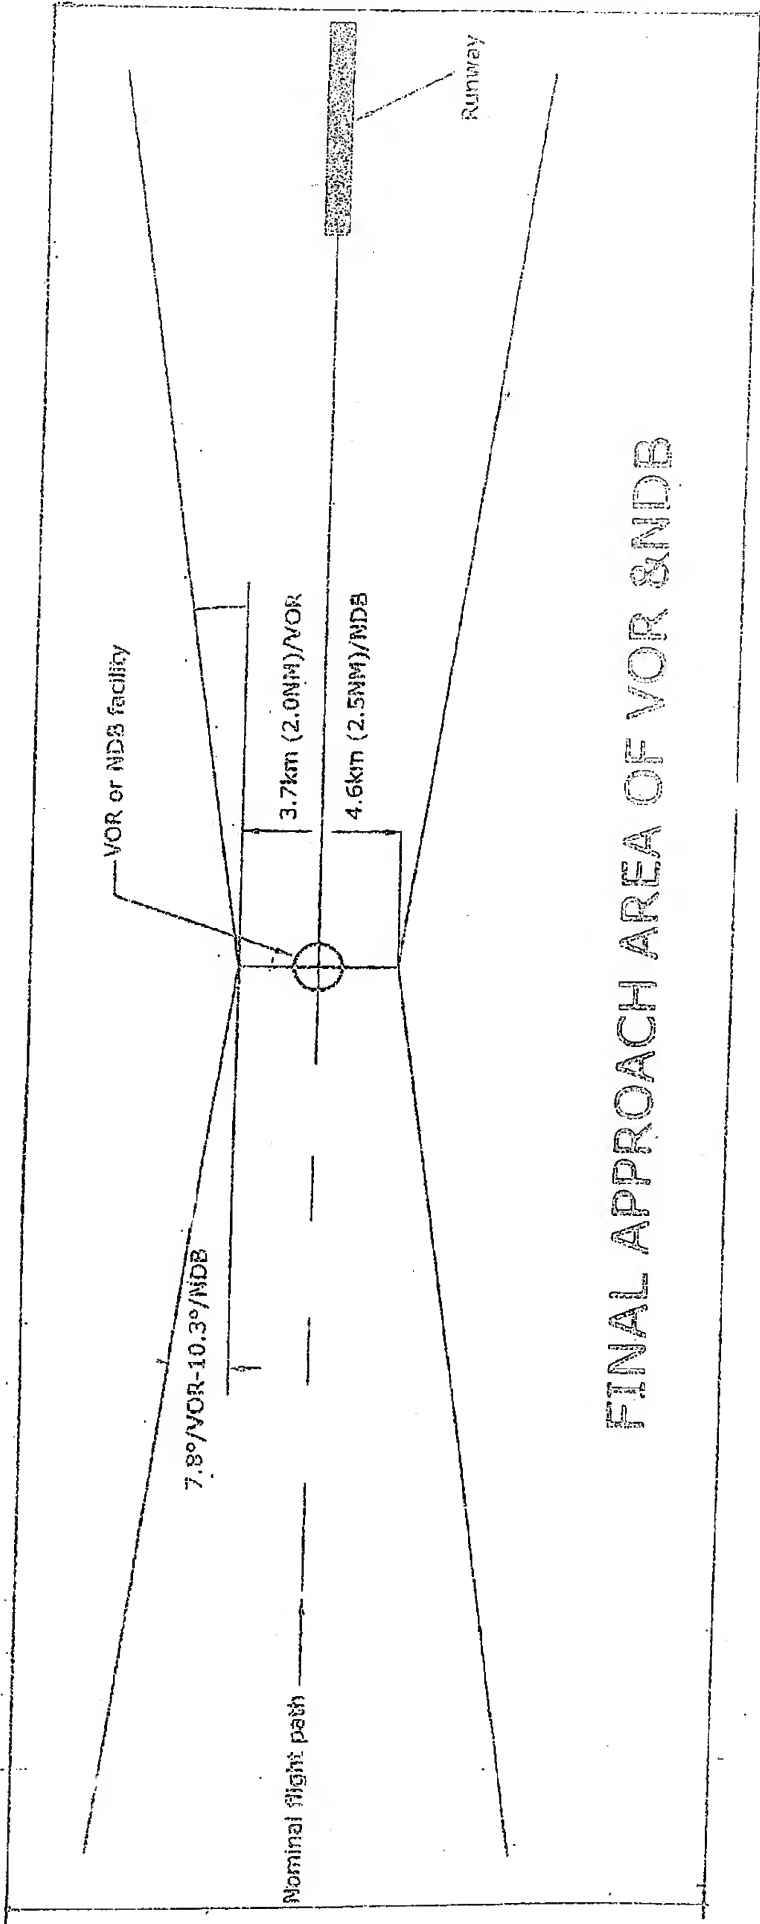 Runway
VOR or NDB facility
3.7km (2.0NM)/VOR
4.6km (2.5NM)/NDB
7.8°/VOR-10.3°/NDB
Nominal flight path
FINAL APPROACH AREA OF VOR &NDB